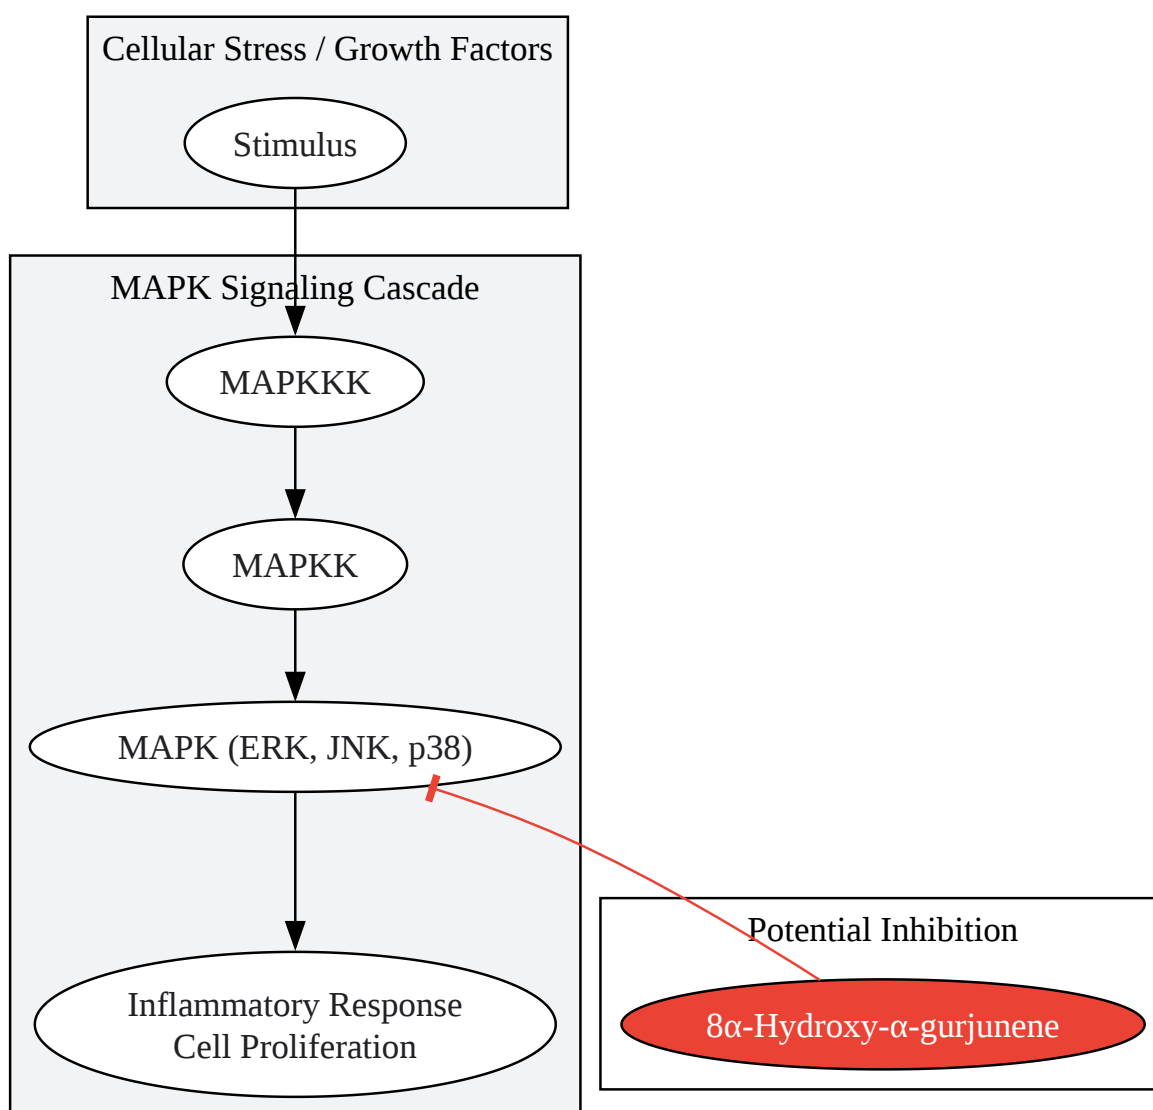 Cellular Stress / Growth Factors
Stimulus
MAPK Signaling Cascade
MAPKKK
MAPKK
MAPK (ERK, JNK, p38)
Potential Inhibition
Inflammatory Response
Cell Proliferation
8α-Hydroxy-α-gurjunene